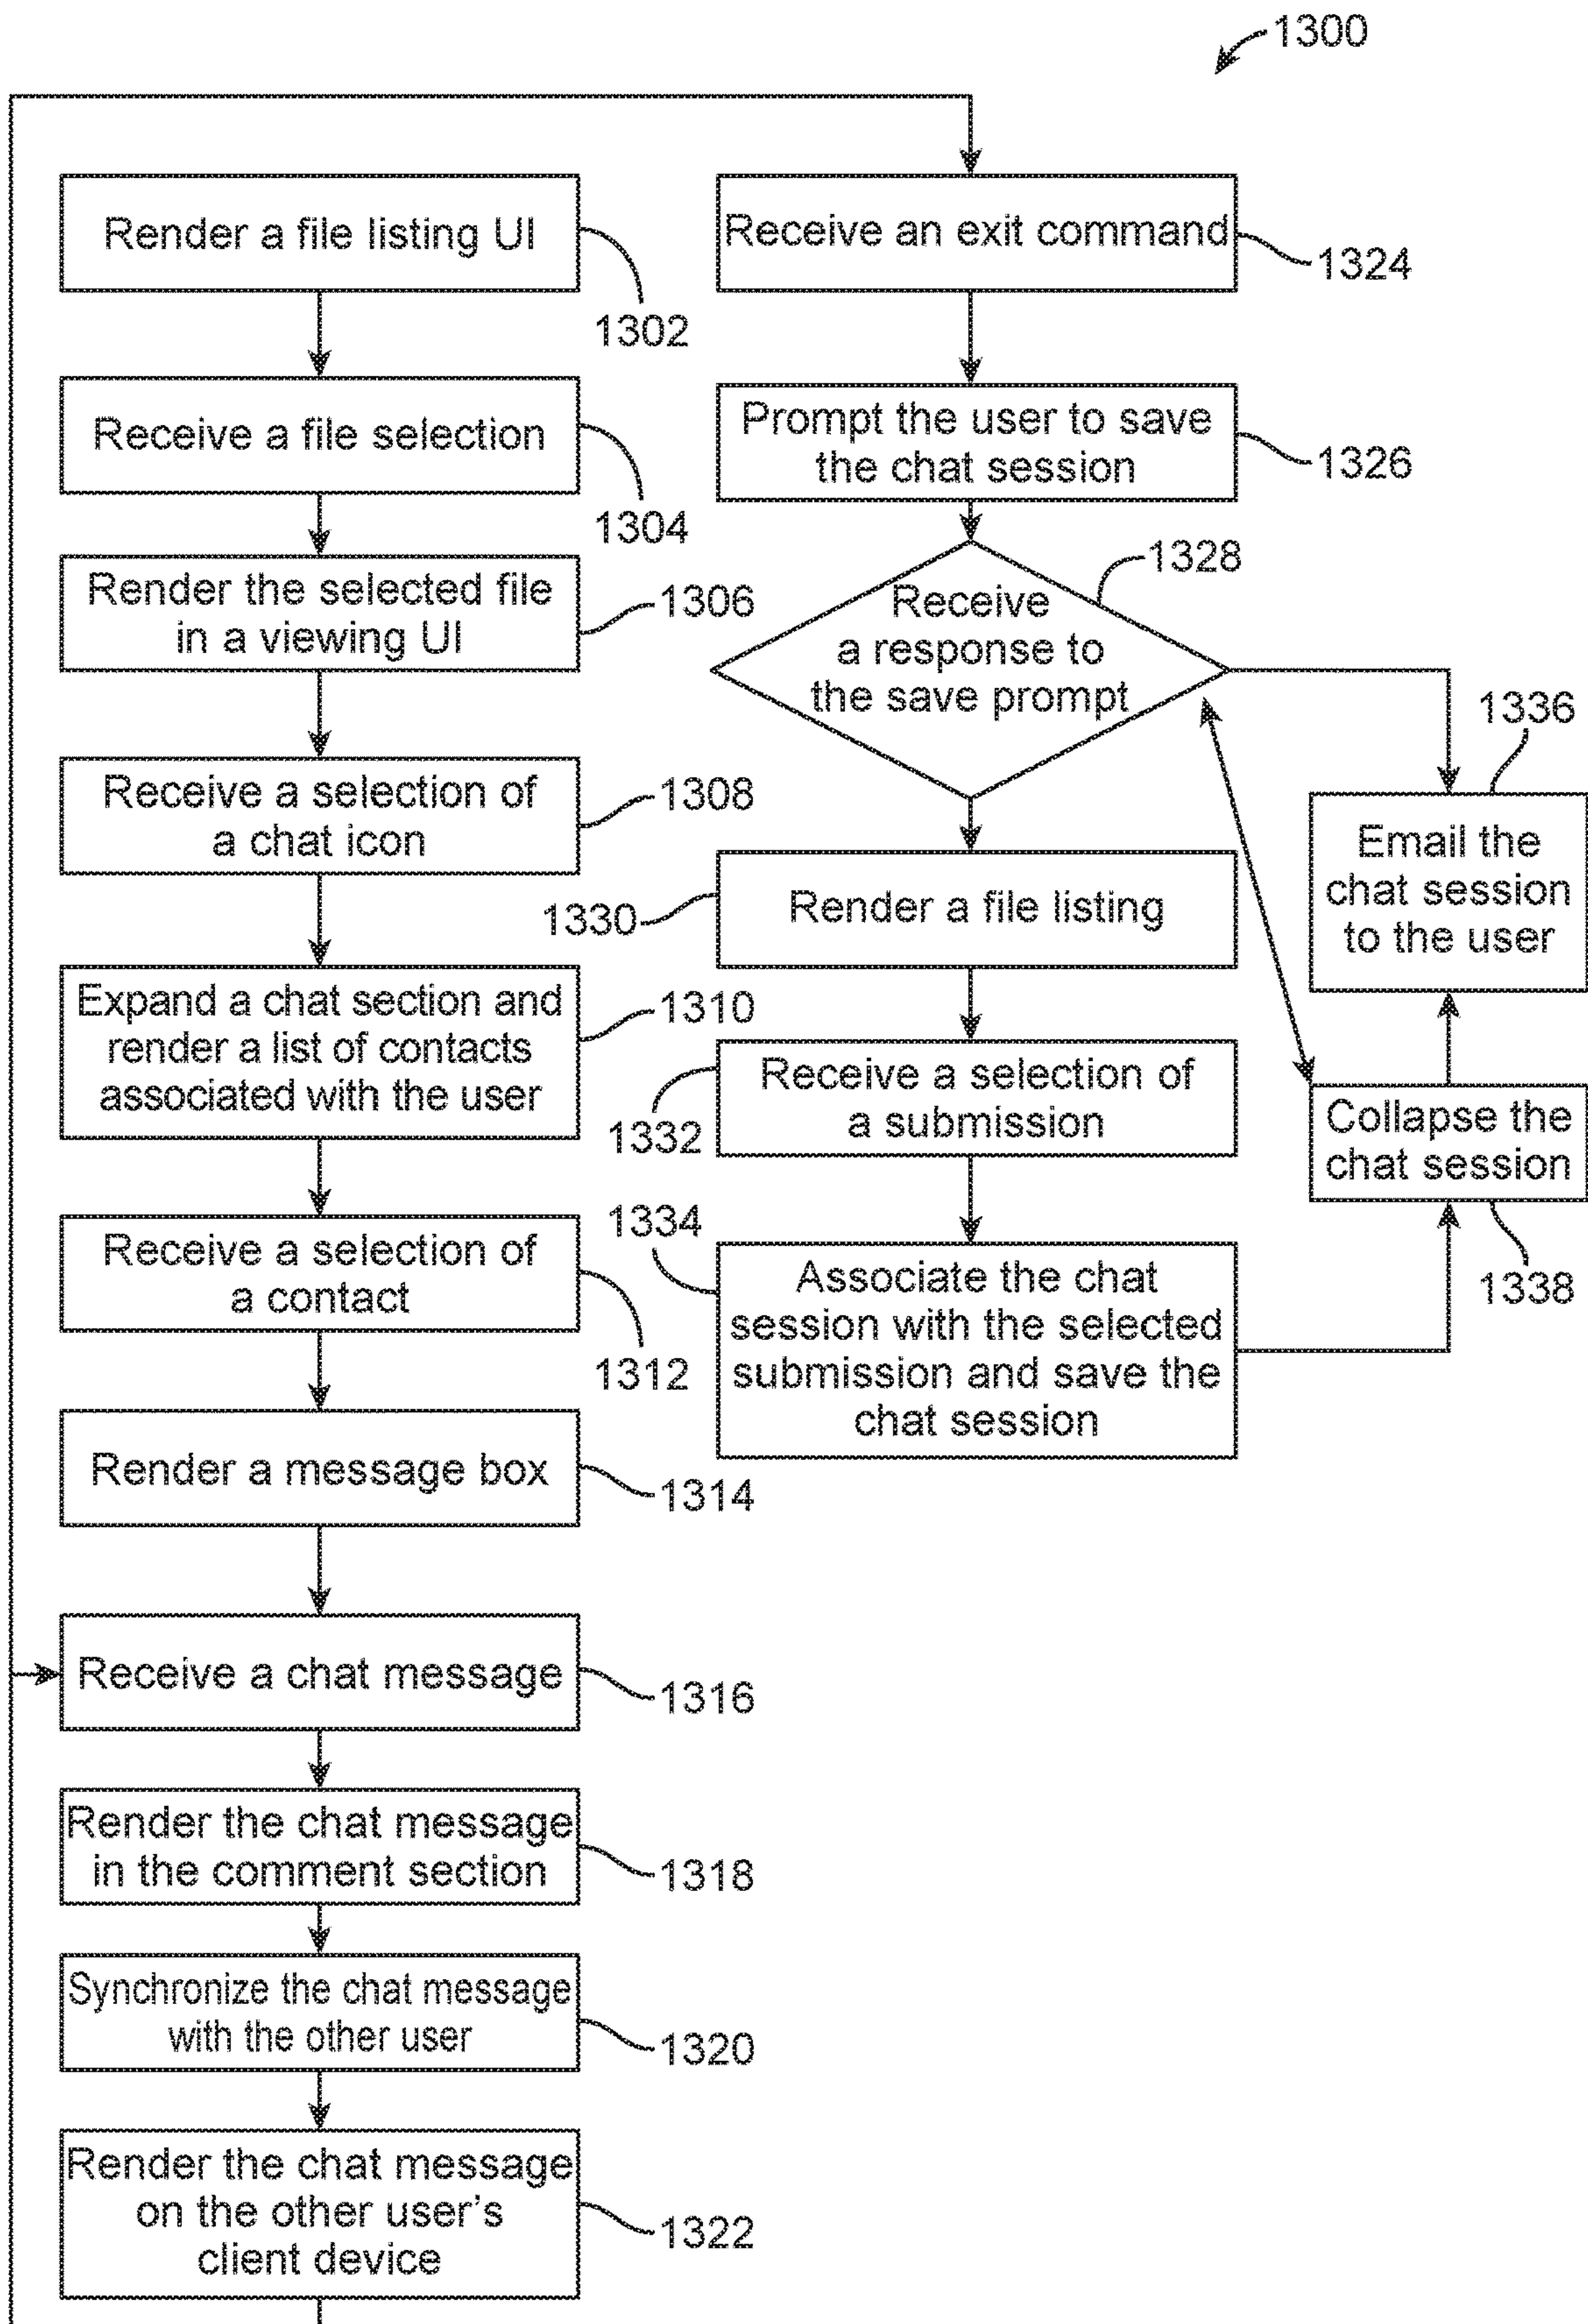 1300
Render a file listing UI
1302
Receive a file selection
1304
Render the selected file
in a viewing UI
1306
Receive a selection of
a chat icon
1308
Expand a chat section and
render a list of contacts
associated with the user
1310
Receive a selection of
a contact
1312
Render a message box
1314
Receive a chat message
1316
Render the chat message
in the comment section
1318
Synchronize the chat message
with the other user
1320
Render the chat message
on the other user's
client device
1322
Receive an exit command
1324
Prompt the user to save
the chat session
1326
Receive
a response to
the save prompt
1328
Render a file listing
1330
Receive a selection of
a submission
1332
Associate the chat
session with the selected
submission and save the
chat session
1334
Email the
chat session
to the user
1336
Collapse the
chat session
1338